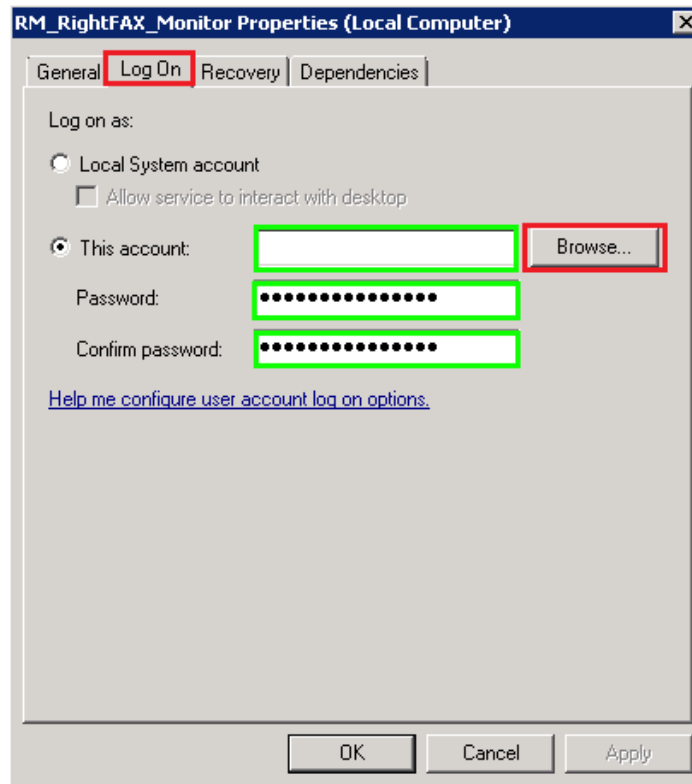 RM_RightFAX_Monitor Properties (Local Computer)
General Log On Recovery Dependencies
Log on as:
Local System account
Allow service to interact with desktop
This account: Browse...
Password: •••••••••••••••
Confirm password: •••••••••••••••
Help me configure user account log on options.
OK Cancel Apply